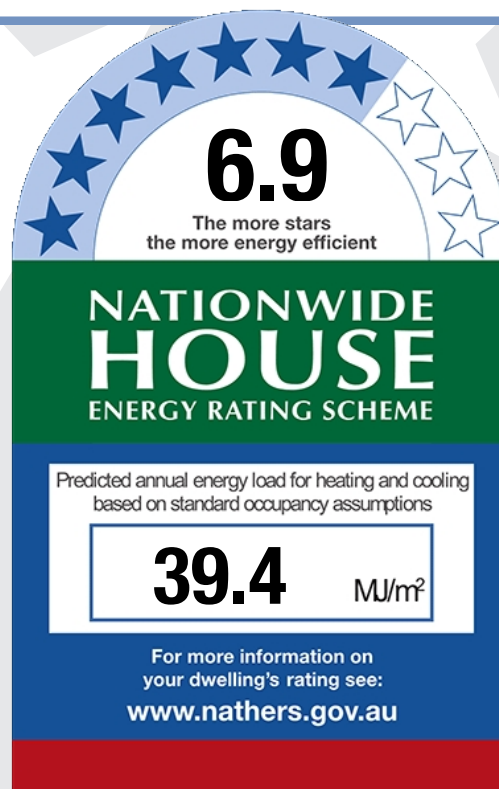 6.9
The more stars
the more energy efficient
NATIONWIDE
HOUSE
ENERGY RATING SCHEME
Predicted annual energy load for heating and cooling
based on standard occupancy assumptions
39.4 MJ/m²
For more information on
your dwelling's rating see:
www.nathers.gov.au